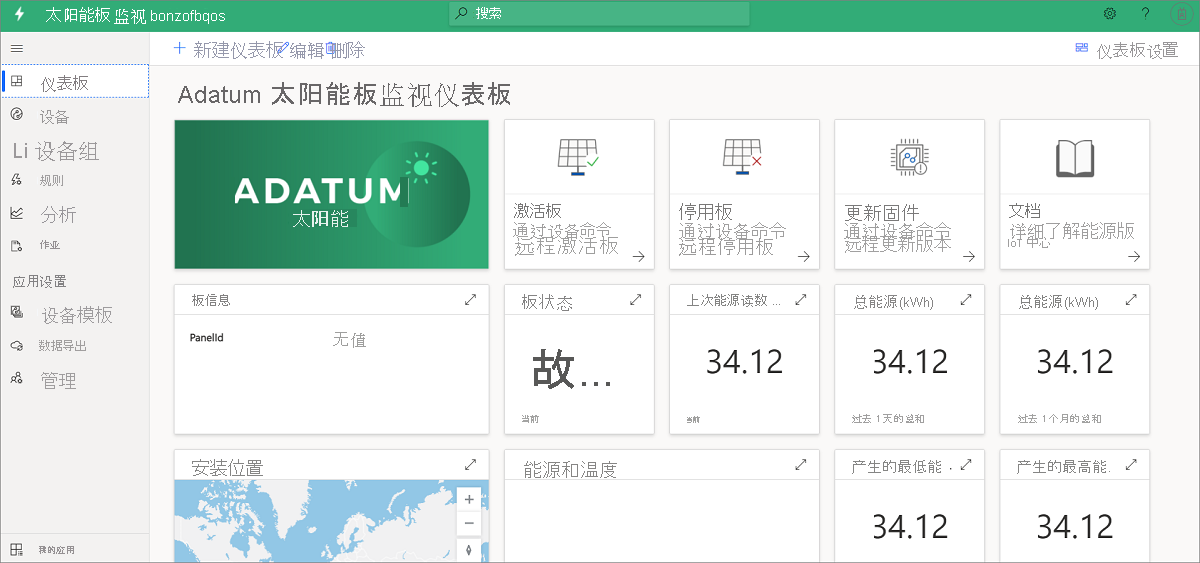 太阳能板 监视 bonzofbqos
搜索
新建仪表板
编辑
删除
仪表板设置
仪表板
设备
Li 设备组
规则
分析
作业
应用设置
设备模板
数据导出
管理
我的应用
Adatum 太阳能板监视仪表板
ADATUM
太阳能
激活板
通过设备命令
远程激活板
停用板
通过设备命令
远程停用板
更新固件
通过设备命令
远程更新版本
文档
详细了解能源版
IoT 中心
板信息
PanelId
无值
板状态
故...
当前
上次能源读数 ...
34.12
当前
总能源(kWh)
34.12
过去 1天的总和
总能源(kWh)
34.12
过去 1个月的总和
安装位置
能源和温度
产生的最低能 .
34.12
产生的最高能.
34.12